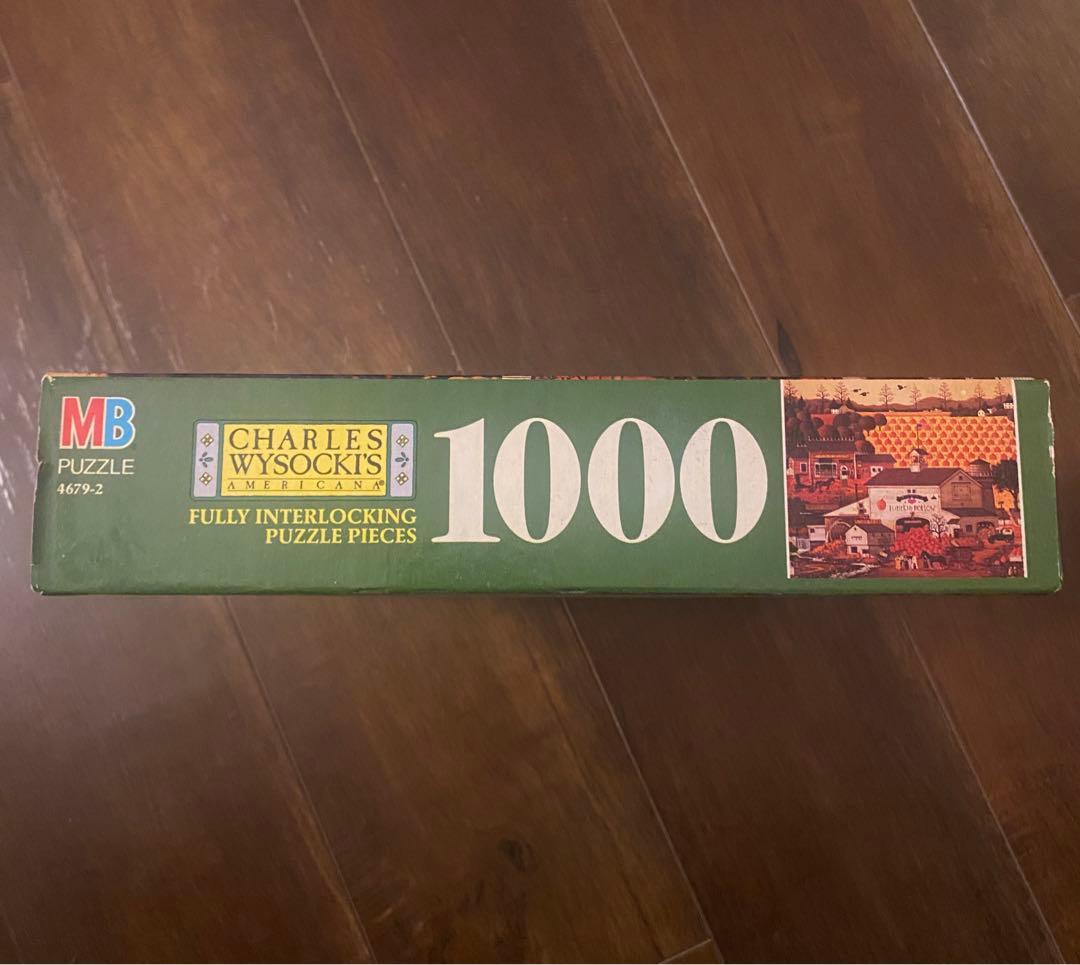 MB
PUZZLE
4679-2
CHARLES
WYSOCKI'S
AMERICANA®
FULLY INTERLOCKING
PUZZLE PIECES
1000